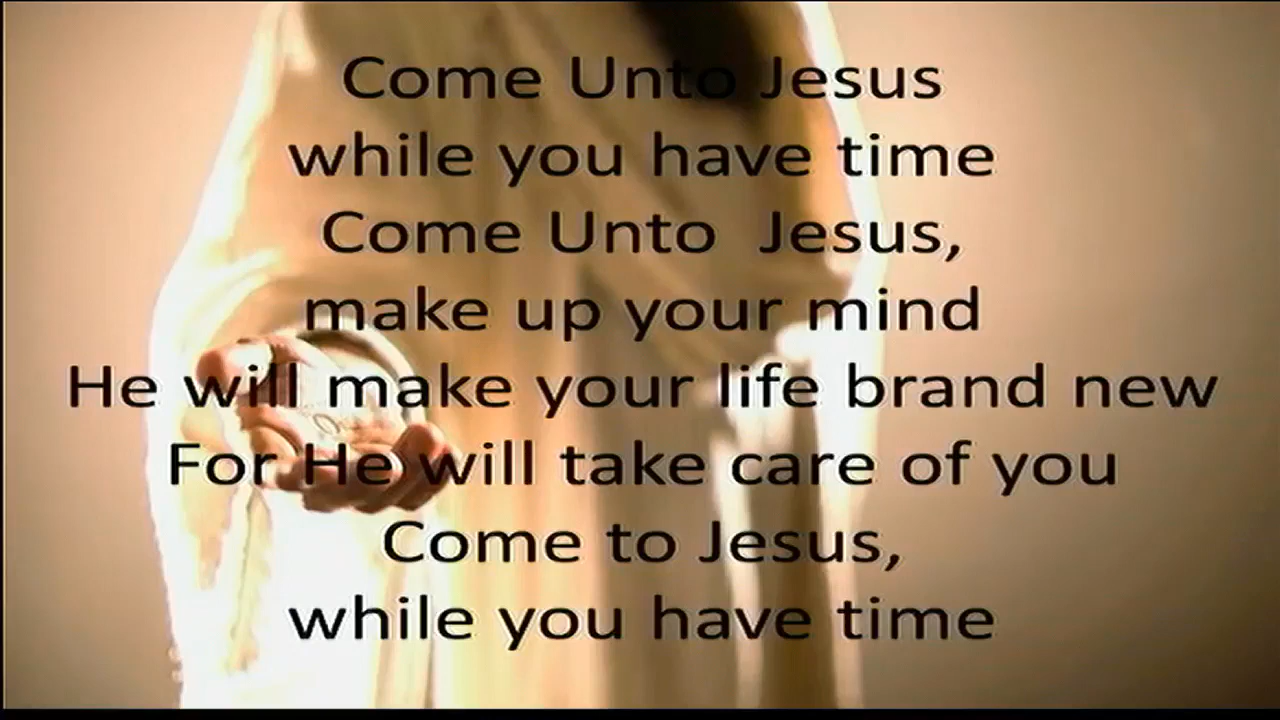 Come Unto Jesus
while you have time
Come Unto  Jesus,
make up your mind
He will make your life brand new
For He will take care of you
Come to Jesus,
while you have time